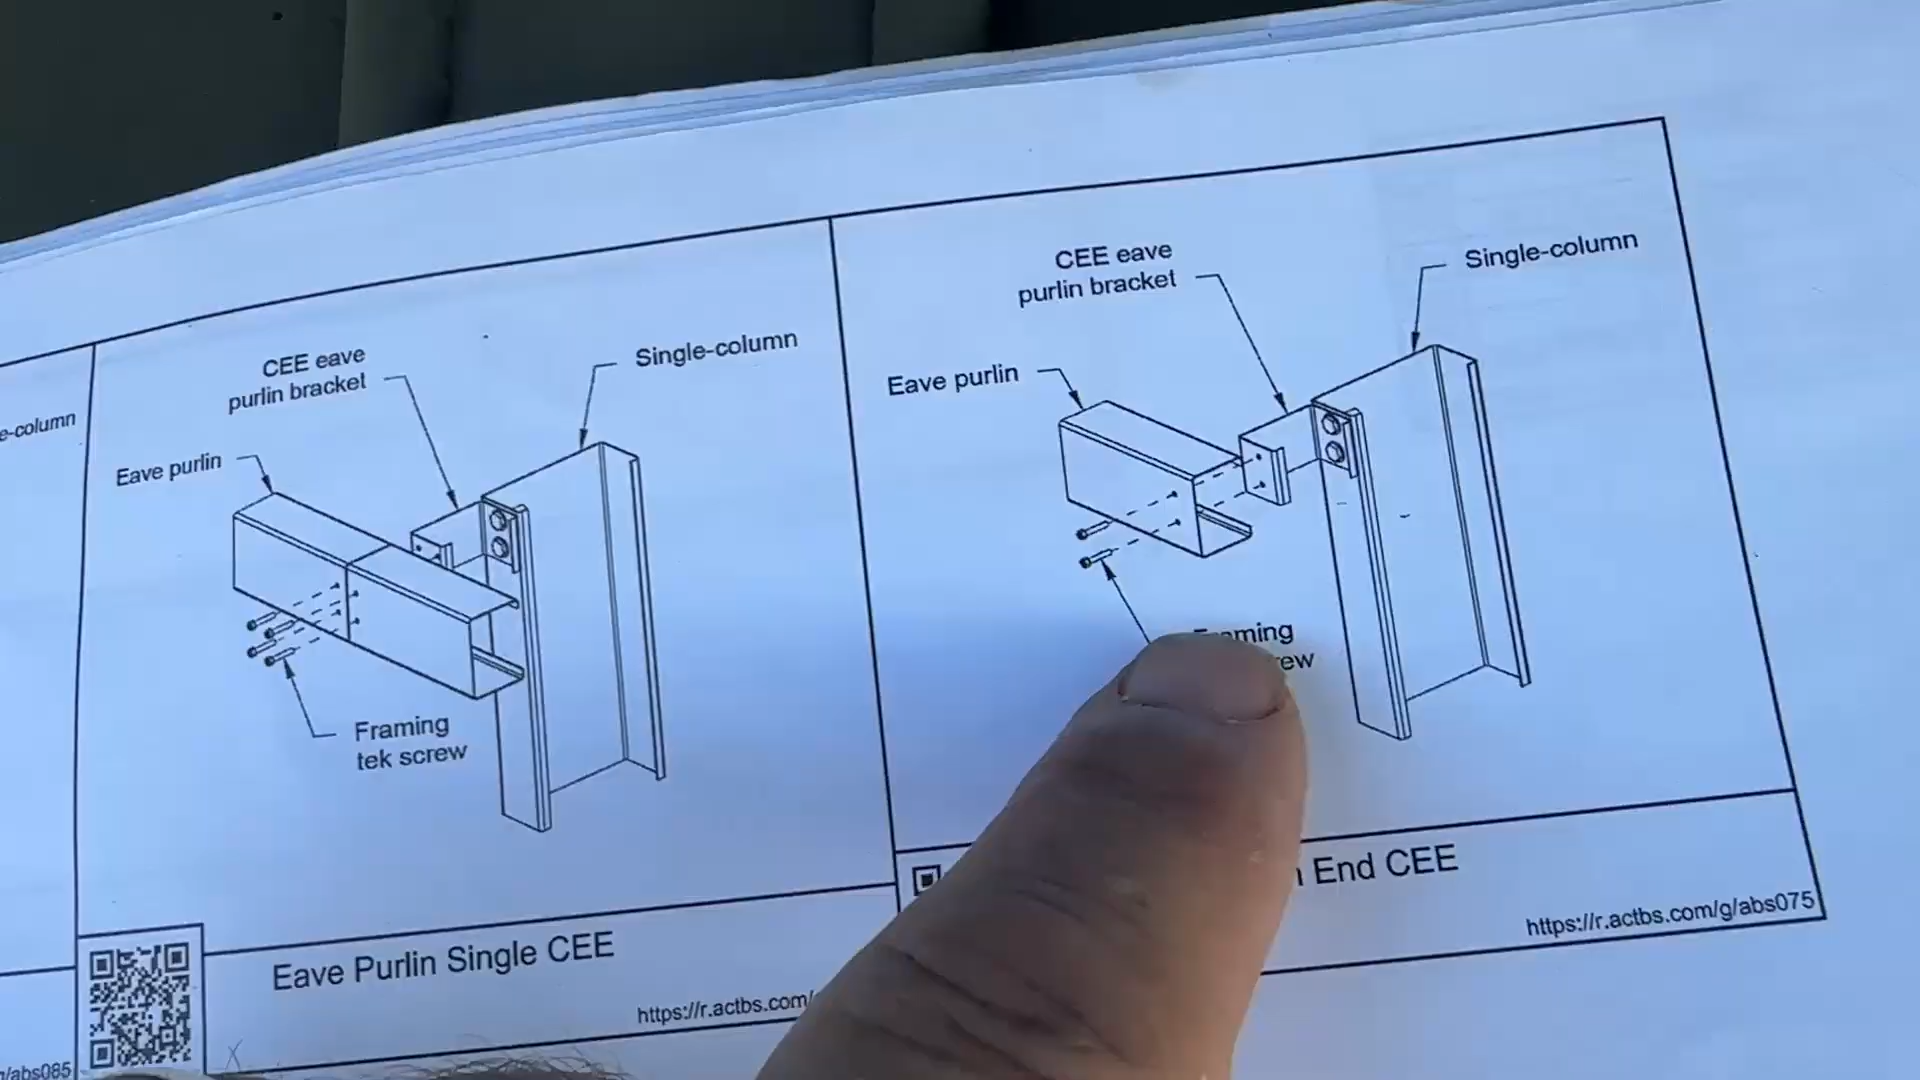 e-column
CEE eave
purlin bracket
Single-column
Eave purlin
Framing
tek screw
Eave Purlin Single CEE
https://r.actbs.com/
/abs085
CEE eave
purlin bracket
Single-column
Eave purlin
End CEE
https://r.actbs.com/g/abs075